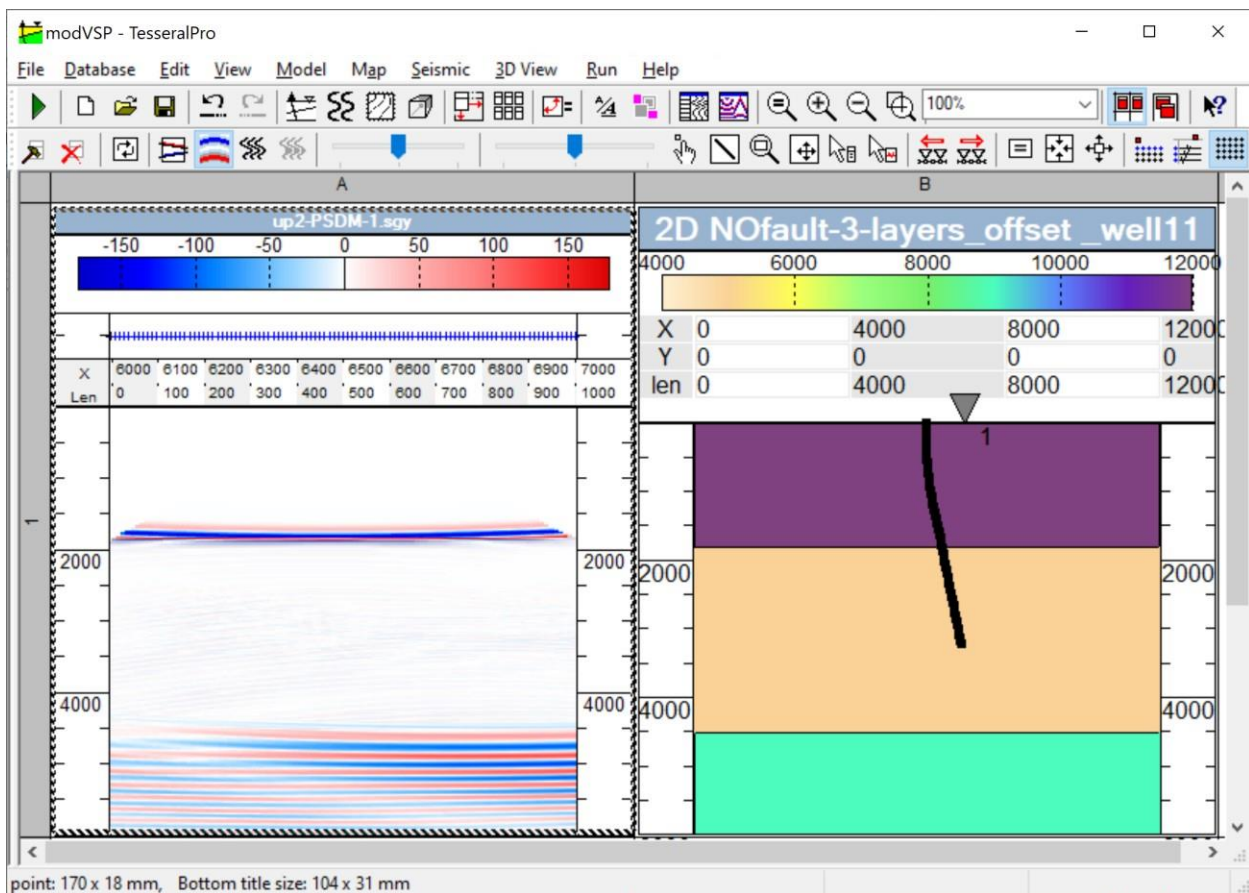 modVSP - TesseralPro
File Database Edit View Model Map Seismic 3D View Run Help
100%
A B
1
up2-PSDM-1.sgy
-150 -100 -50 0 50 100 150
X 6000 6100 6200 6300 6400 6500 6600 6700 6800 6900 7000
Len 0 100 200 300 400 500 600 700 800 900 1000
2000 2000
4000 4000
2D NOfault-3-layers_offset _well11
4000 6000 8000 10000 12000
X 0 4000 8000 12000
Y 0 0 0 0
len 0 4000 8000 12000
1
2000 2000
4000 4000
point: 170 x 18 mm, Bottom title size: 104 x 31 mm